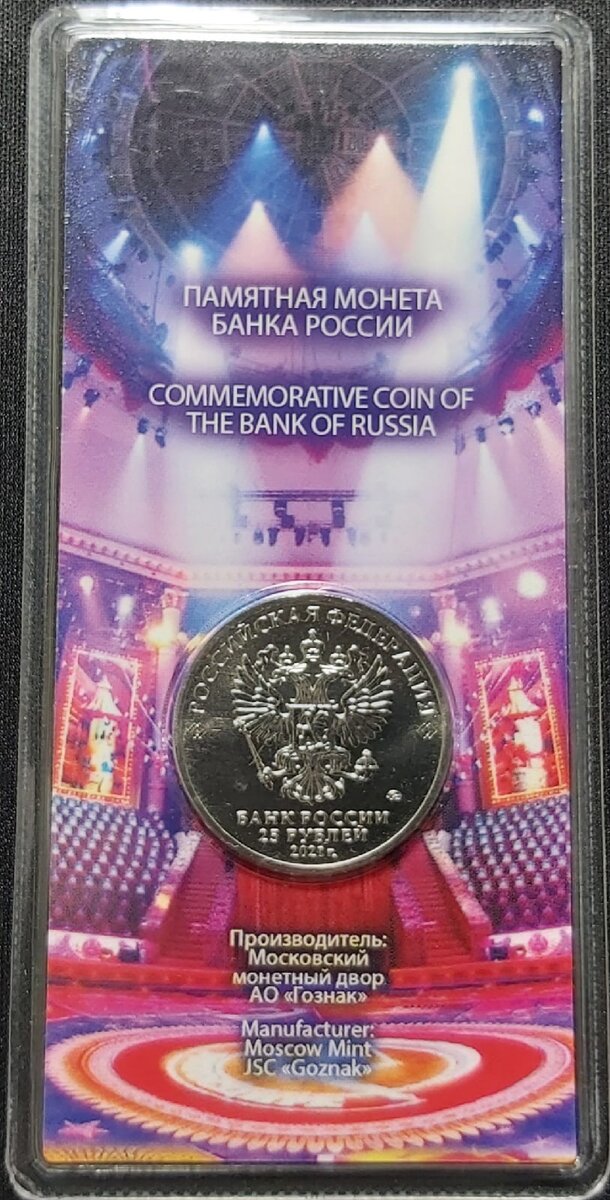 ПАМЯТНАЯ МОНЕТА
БАНКА РОССИИ
COMMEMORATIVE COIN OF
THE BANK OF RUSSIA
РОССИЙСКАЯ ФЕДЕРАЦИЯ
БАНК РОССИИ
25 РУБЛЕЙ
2023 г.
Производитель:
Московский
монетный двор
АО «Гознак»
Manufacturer:
Moscow Mint
JSC «Goznak»